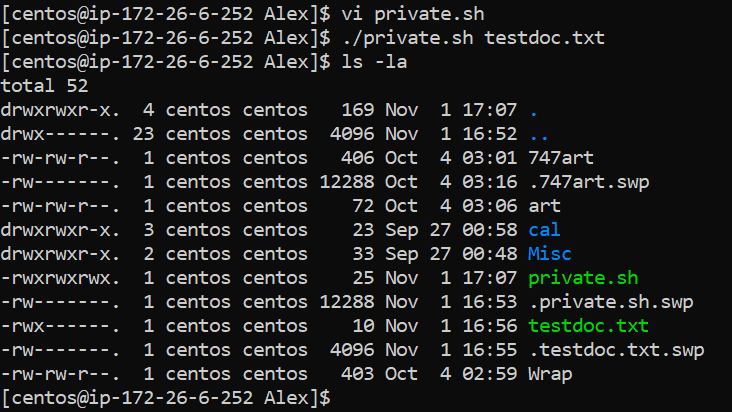 [centos@ip-172-26-6-252 Alex]$ vi private.sh
[centos@ip-172-26-6-252 Alex]$ ./private.sh testdoc.txt
[centos@ip-172-26-6-252 Alex]$ ls -la
total 52
drwxrwxr-x.  4 centos centos   169 Nov  1 17:07 .
drwx------. 23 centos centos  4096 Nov  1 16:52 ..
-rw-rw-r--.  1 centos centos   406 Oct  4 03:01 747art
-rw-------.  1 centos centos 12288 Oct  4 03:16 .747art.swp
-rw-rw-r--.  1 centos centos    72 Oct  4 03:06 art
drwxrwxr-x.  3 centos centos    23 Sep 27 00:58 cal
drwxrwxr-x.  2 centos centos    33 Sep 27 00:48 Misc
-rwxrwxrwx.  1 centos centos    25 Nov  1 17:07 private.sh
-rw-------.  1 centos centos 12288 Nov  1 16:53 .private.sh.swp
-rwx------.  1 centos centos    10 Nov  1 16:56 testdoc.txt
-rw-------.  1 centos centos  4096 Nov  1 16:55 .testdoc.txt.swp
-rw-rw-r--.  1 centos centos   403 Oct  4 02:59 Wrap
[centos@ip-172-26-6-252 Alex]$